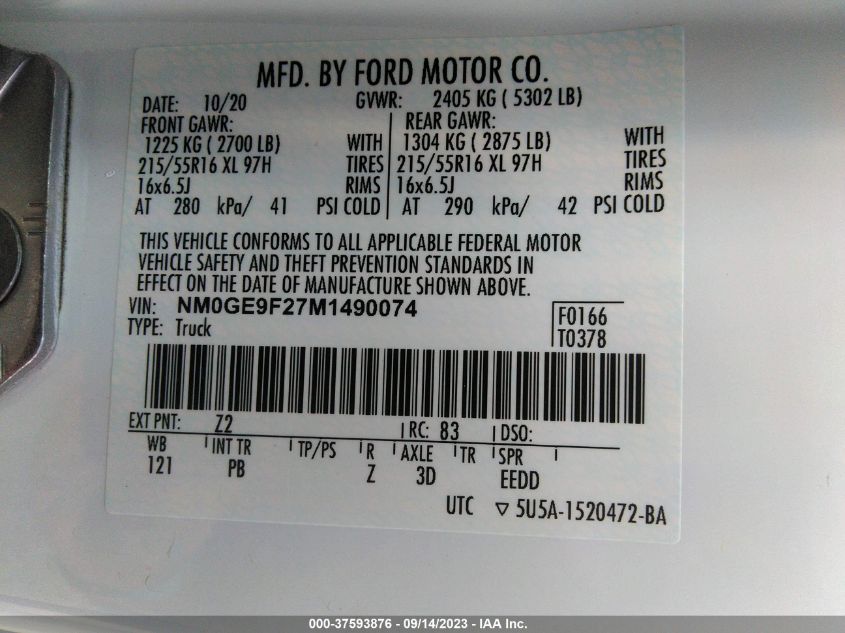 MFD. BY FORD MOTOR CO.
DATE: 10/20 GVWR: 2405 KG ( 5302 LB)
FRONT GAWR: REAR GAWR:
1225 KG ( 2700 LB) WITH 1304 KG ( 2875 LB) WITH
215/55R16 XL 97H TIRES 215/55R16 XL 97H TIRES
16x6.5J RIMS 16x6.5J RIMS
AT 280 kPa/ 41 PSI COLD AT 290 kPa/ 42 PSI COLD
THIS VEHICLE CONFORMS TO ALL APPLICABLE FEDERAL MOTOR
VEHICLE SAFETY AND THEFT PREVENTION STANDARDS IN
EFFECT ON THE DATE OF MANUFACTURE SHOWN ABOVE.
VIN: NM0GE9F27M1490074
TYPE: Truck
F0166
T0378
EXT PNT: Z2 RC: 83 DSO:
WB INT TR TP/PS R AXLE TR SPR
121 PB Z 3D EEDD
UTC ▽ 5U5A-1520472-BA
000-37593876 - 09/14/2023 - IAA Inc.